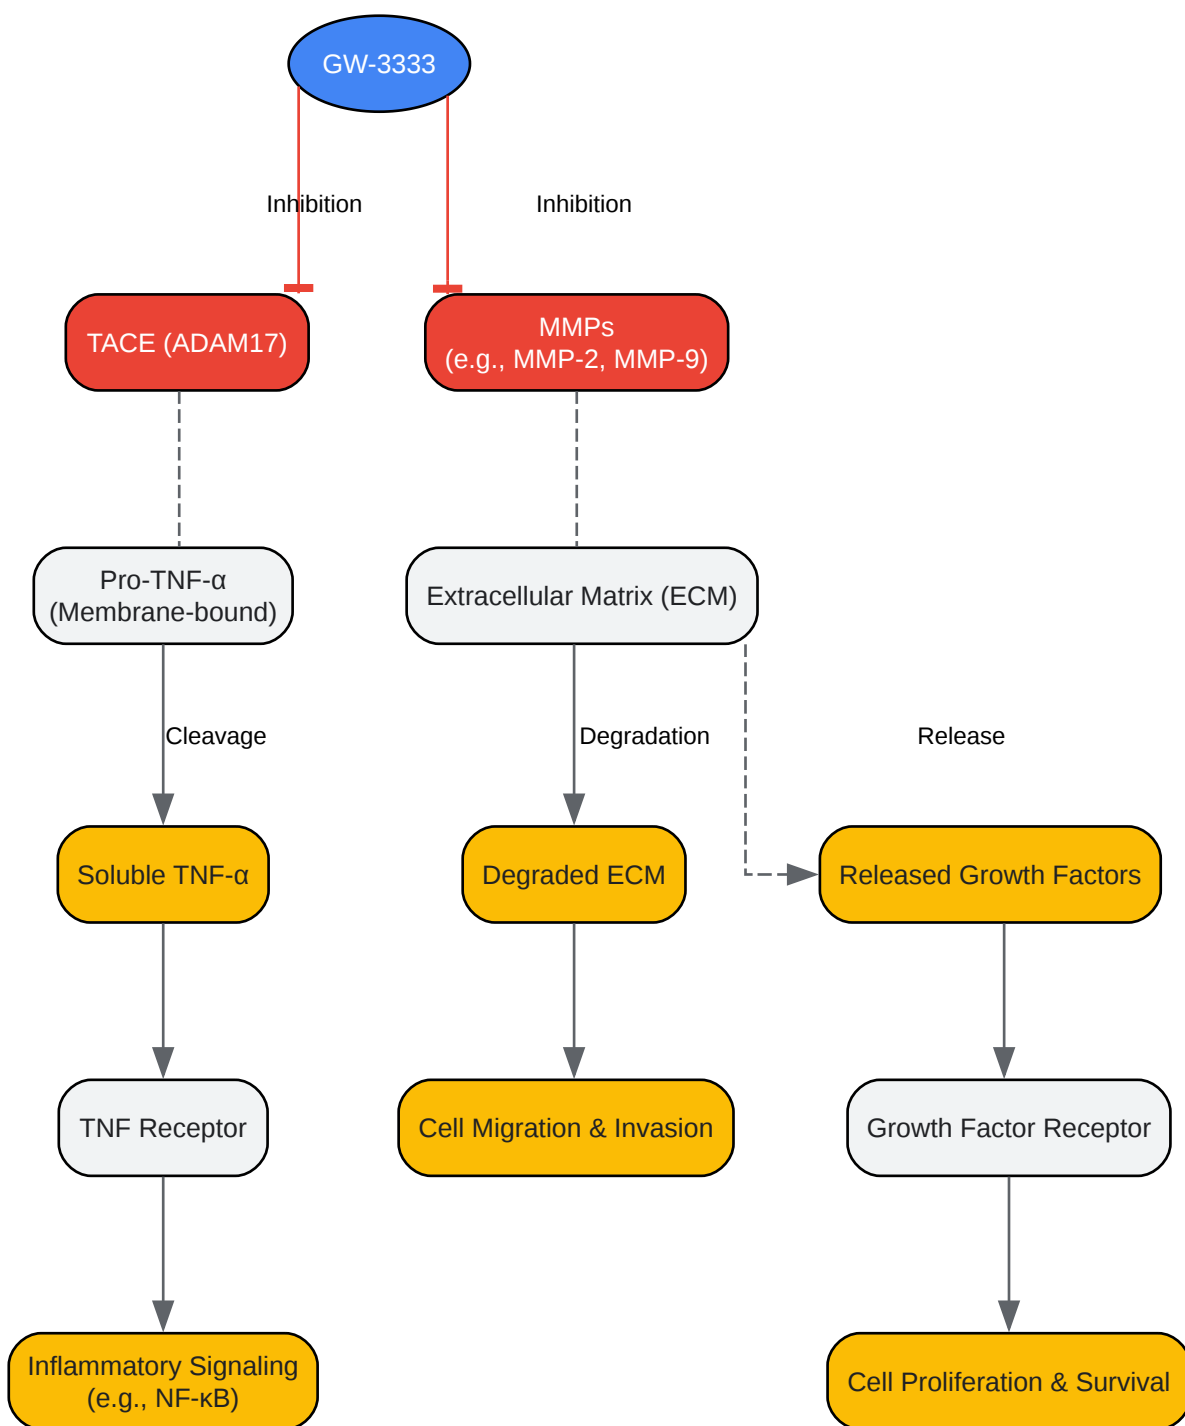 GW-3333
Inhibition
Inhibition
TACE (ADAM17)
MMPs
(e.g., MMP-2, MMP-9)
Pro-TNF-α
(Membrane-bound)
Extracellular Matrix (ECM)
Cleavage
Degradation
Release
Soluble TNF-α
Degraded ECM
Released Growth Factors
TNF Receptor
Cell Migration & Invasion
Growth Factor Receptor
Inflammatory Signaling
(e.g., NF-κB)
Cell Proliferation & Survival